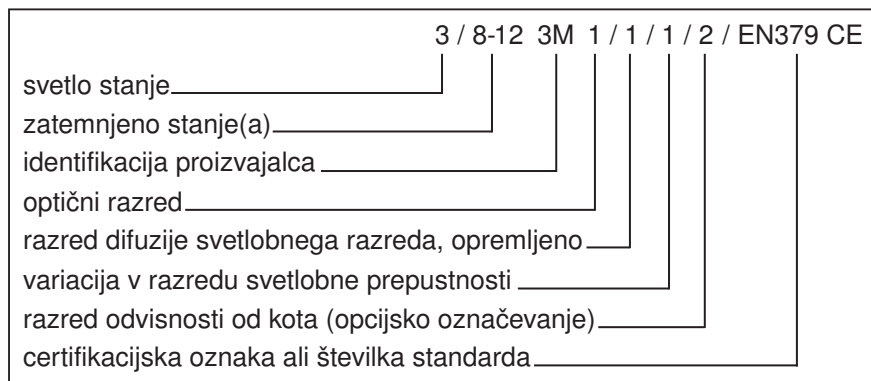 3 / 8-12 3M 1 / 1 / 1 / 2 / EN379 CE
svetlo stanje
zatemnjeno stanje(a)
identifikacija proizvajalca
optični razred
razred difuzije svetlobnega razreda, opremljeno
variacija v razredu svetlobne prepustnosti
razred odvisnosti od kota (opcijsko označevanje)
certifikacijska oznaka ali številka standarda